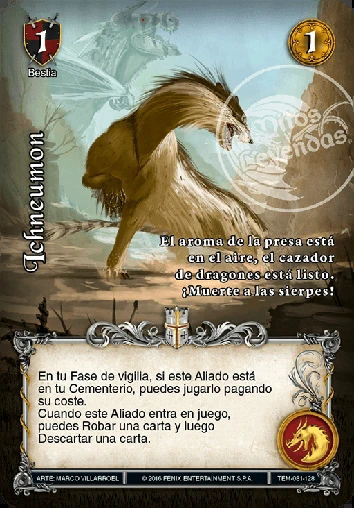 1
Bestia
1
Mitos
y
Leyendas
Ichneumon
El aroma de la presa está
en el aire, el cazador
de dragones está listo.
¡Muerte a las sierpes!
En tu Fase de vigilia, si este Aliado está
en tu Cementerio, puedes jugarlo pagando
su coste.
Cuando este Aliado entra en juego,
puedes Robar una carta y luego
Descartar una carta.
ARTE: MARCO VILLARROEL
© 2016 FENIX ENTERTAINMENT S.P.A.
TEM-081-128